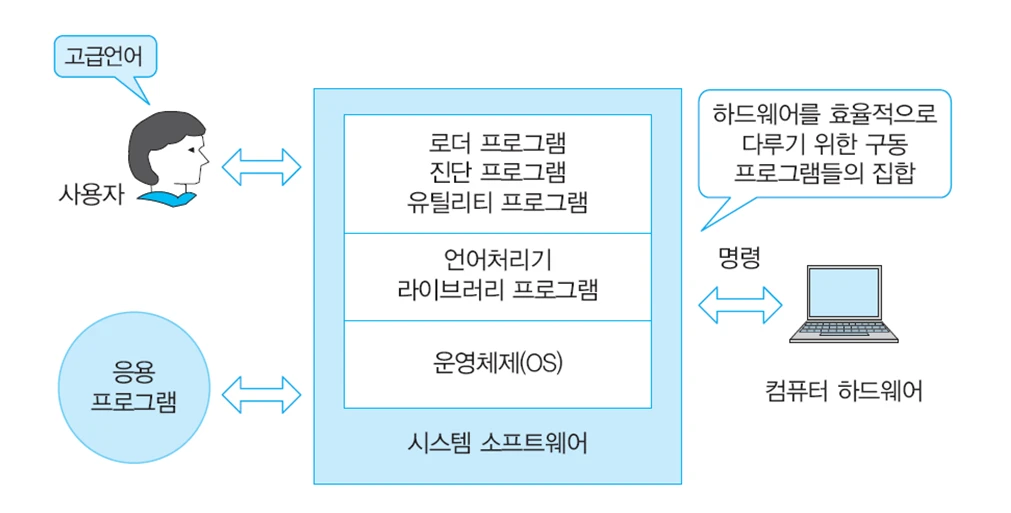 고급언어
사용자
로더 프로그램
진단 프로그램
유틸리티 프로그램
언어처리기
라이브러리 프로그램
운영체제(OS)
시스템 소프트웨어
응용
프로그램
하드웨어를 효율적으로
다루기 위한 구동
프로그램들의 집합
명령
컴퓨터 하드웨어